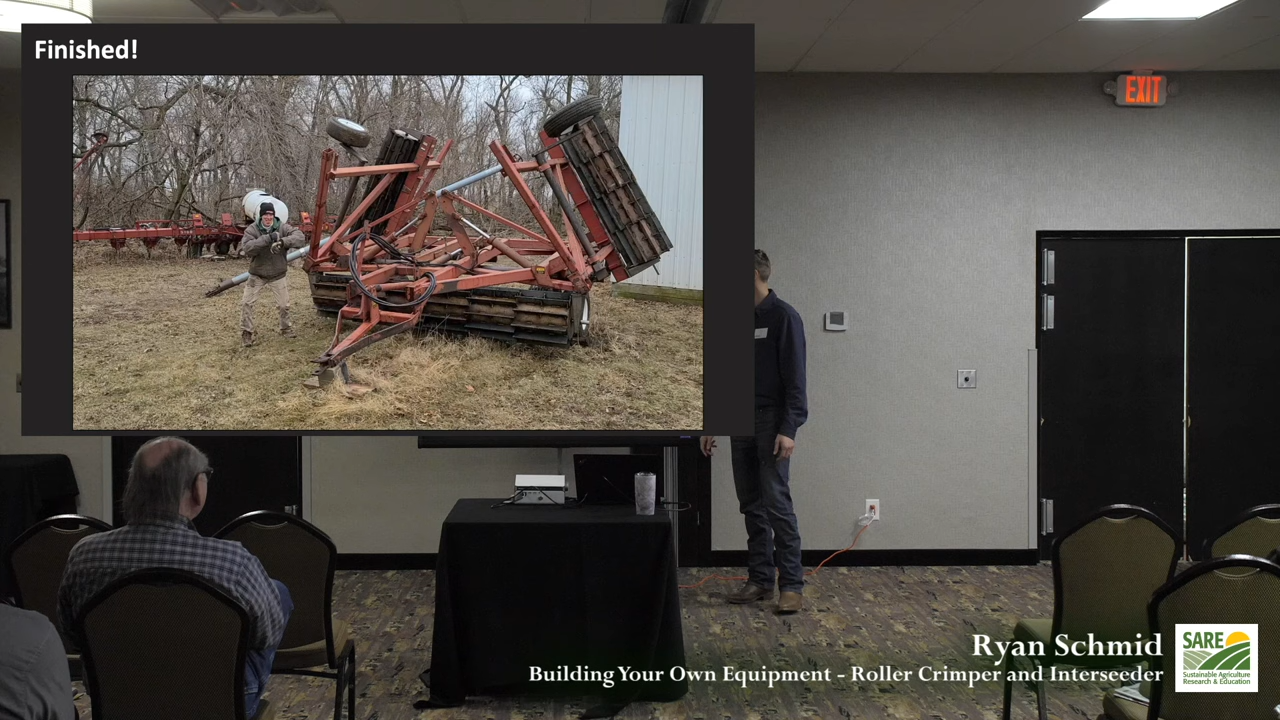 Finished!
EXIT
Ryan Schmid
Building Your Own Equipment - Roller Crimper and Interseeder
SARE
Sustainable Agriculture
Research & Education